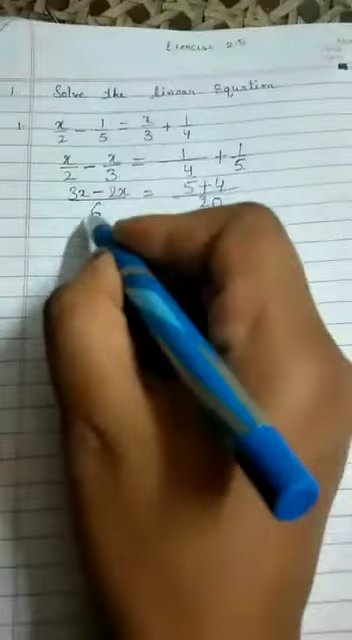 Exercise 2.5
1 Solve the linear Equation
1. x/2 - 1/5 = x/3 + 1/4
x/2 - x/3 = 1/4 + 1/5
3x - 2x/6 = 5+4/20